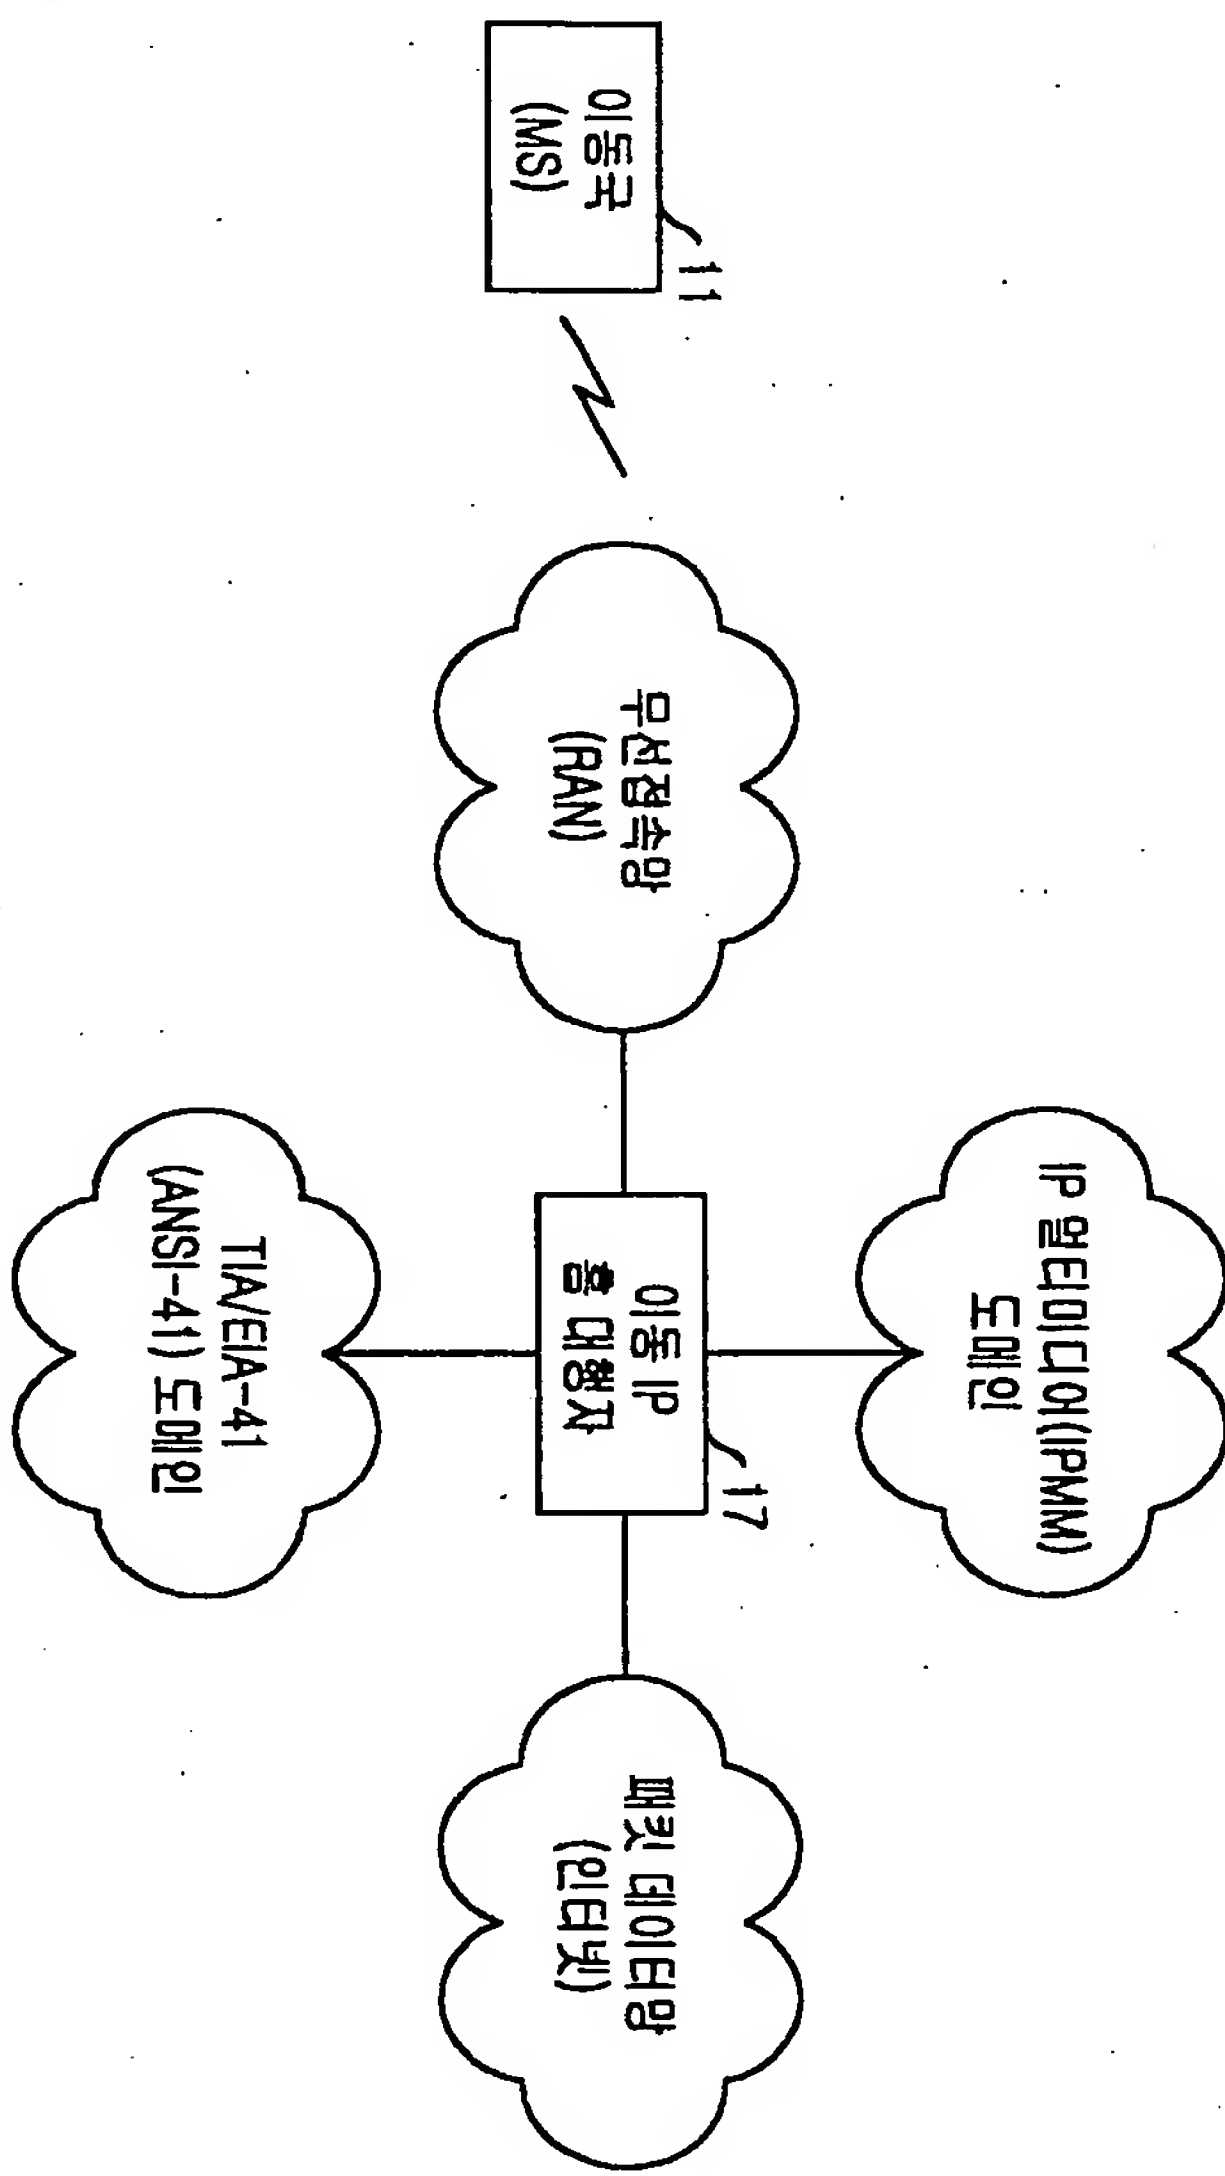 IP 멀티미디어(IPMM)
도메인
이동국
(MS)
11
무선접속망
(RAN)
이동 IP
홈 대행자
17
패킷 데이터망
(인터넷)
TIA/EIA-41
(ANSI-41) 도메인